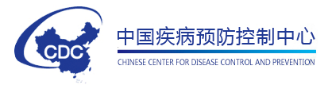 CDC
中国疾病预防控制中心
CHINESE CENTER FOR DISEASE CONTROL AND PREVENTION